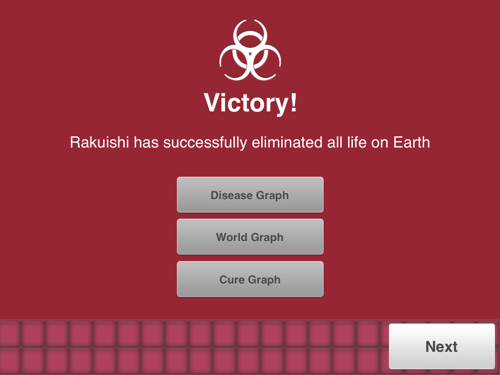 Victory!
Rakuishi has successfully eliminated all life on Earth
Disease Graph
World Graph
Cure Graph
Next